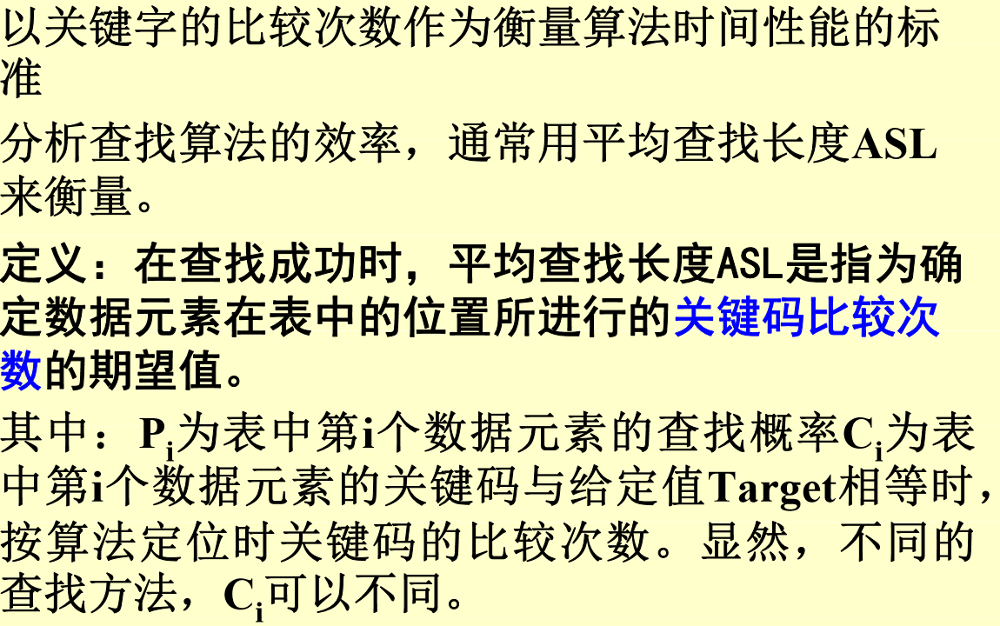 以关键字的比较次数作为衡量算法时间性能的标
准
分析查找算法的效率，通常用平均查找长度ASL
来衡量。
定义：在查找成功时，平均查找长度ASL是指为确
定数据元素在表中的位置所进行的关键码比较次
数的期望值。
其中：Pi为表中第i个数据元素的查找概率Ci为表
中第i个数据元素的关键码与给定值Target相等时，
按算法定位时关键码的比较次数。显然，不同的
查找方法，Ci可以不同。